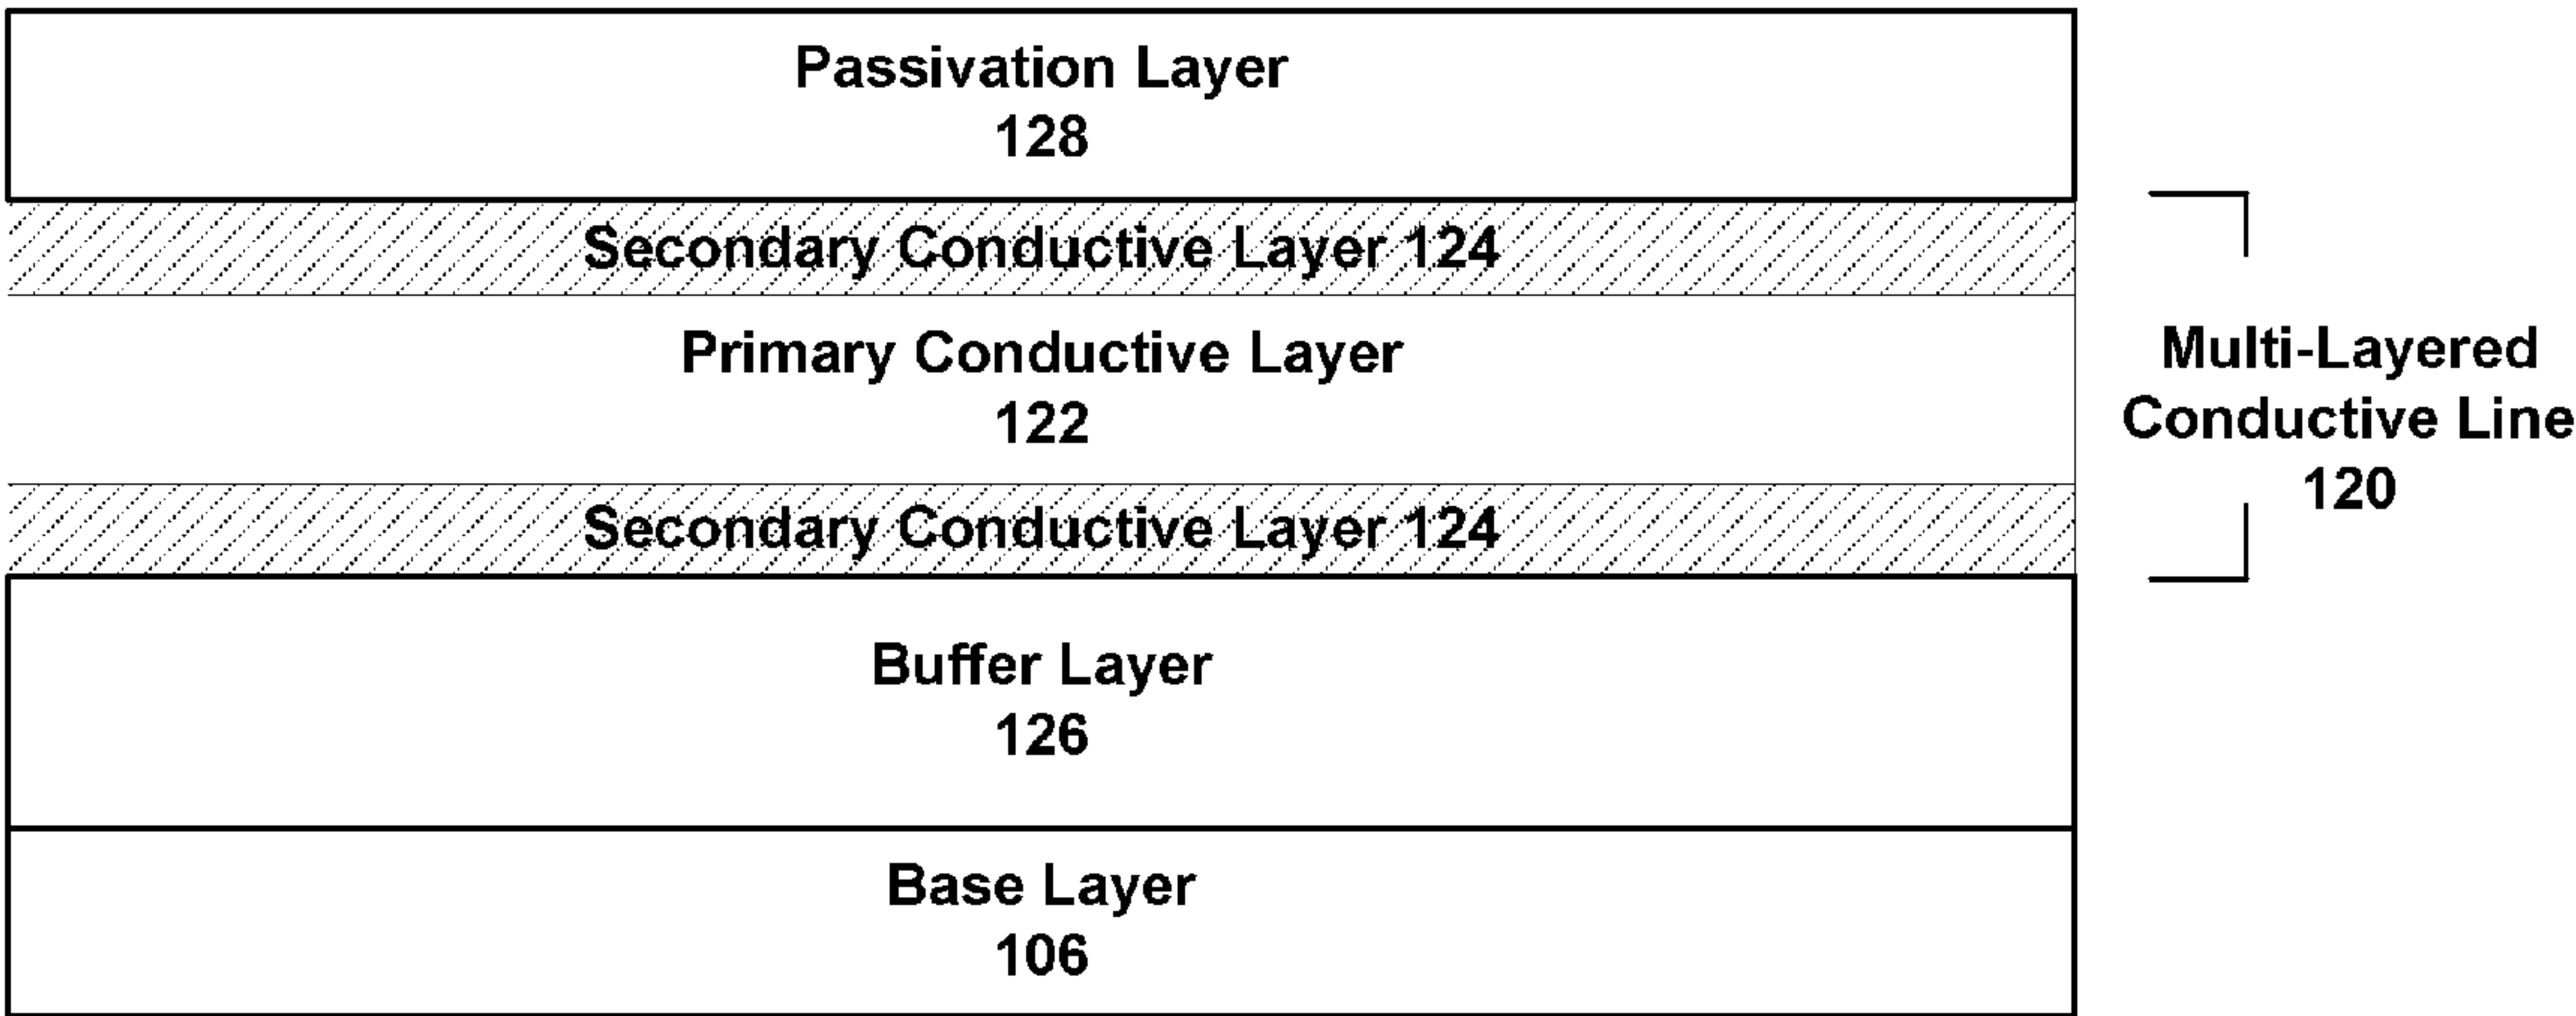 Passivation Layer
128
Secondary Conductive Layer 124
Primary Conductive Layer
122
Secondary Conductive Layer 124
Multi-Layered
Conductive Line
120
Buffer Layer
126
Base Layer
106